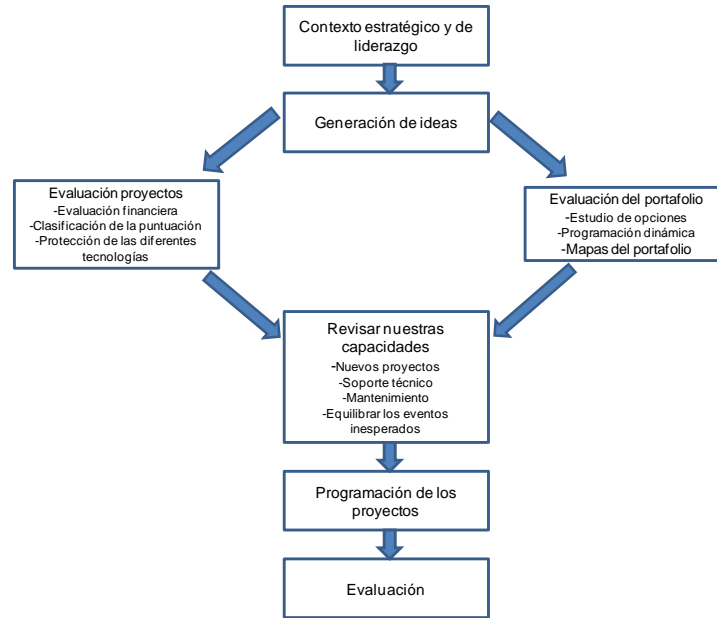 Contexto estratégico y de
liderazgo
Generación de ideas
Evaluación proyectos
-Evaluación financiera
-Clasificación de la puntuación
-Protección de las diferentes
tecnologías
Evaluación del portafolio
-Estudio de opciones
-Programación dinámica
-Mapas del portafolio
Revisar nuestras
capacidades
-Nuevos proyectos
-Soporte técnico
-Mantenimiento
-Equilibrar los eventos
inesperados
Programación de los
proyectos
Evaluación